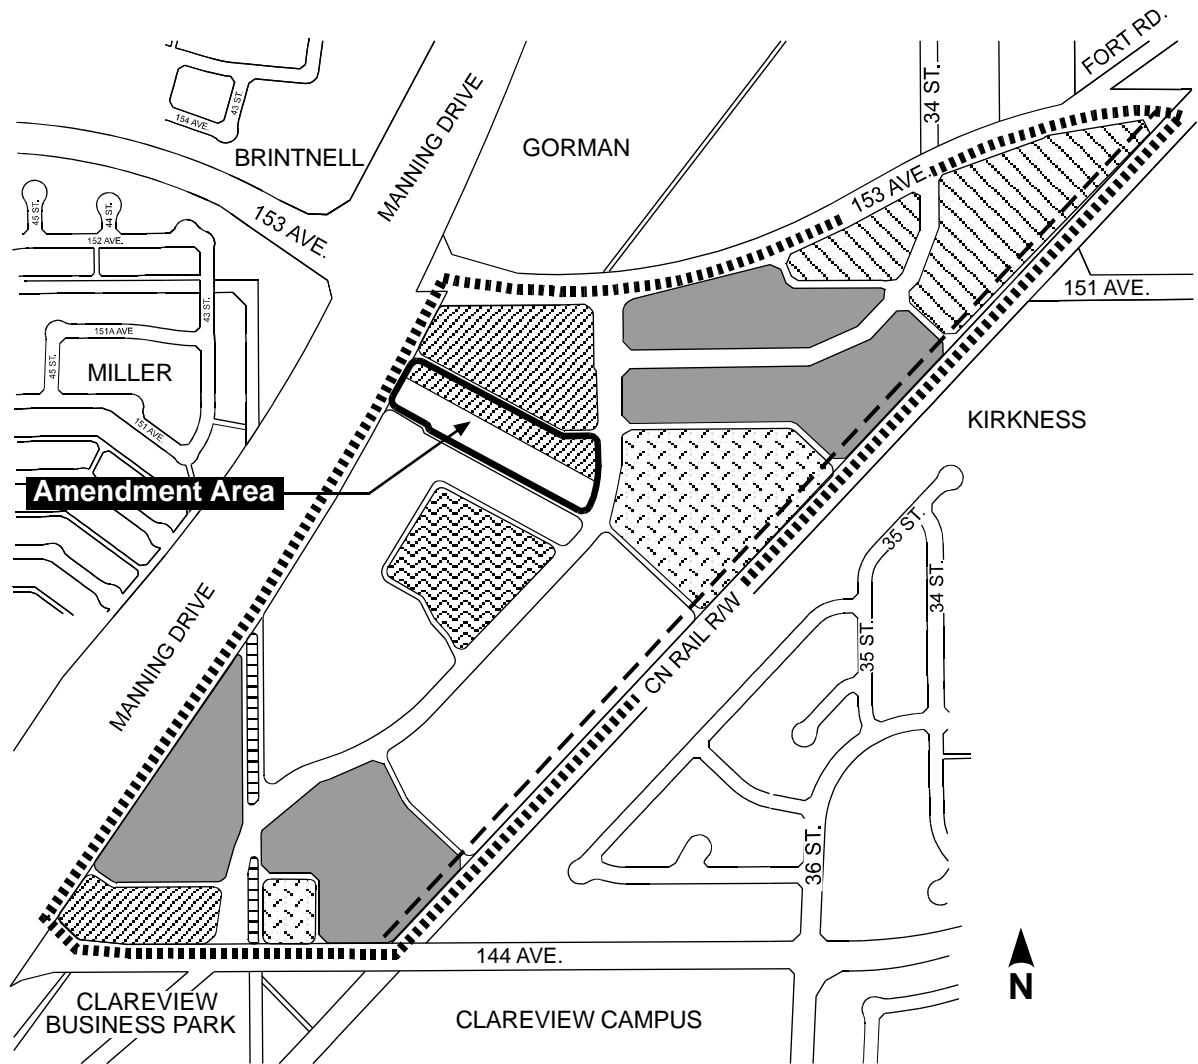 FORT RD.
34 ST.
MANNING DRIVE
43 ST.
154 AVE.
BRINTNELL
GORMAN
153 AVE.
153 AVE.
45 ST.
44 ST.
152 AVE.
151 AVE.
43 ST.
151A AVE
45 ST.
MILLER
151 AVE.
KIRKNESS
Amendment Area
35 ST.
34 ST.
MANNING DRIVE
CN RAIL R/W
35 ST.
36 ST.
144 AVE.
N
CLAREVIEW
BUSINESS PARK
CLAREVIEW CAMPUS